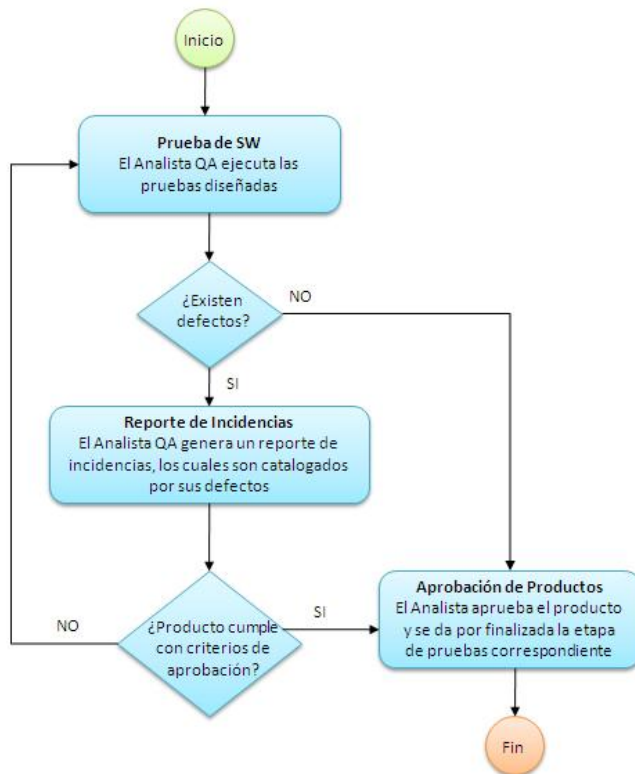 Inicio
Prueba de SW
El Analista QA ejecuta las
pruebas diseñadas
¿Existen
defectos?
NO
SI
Reporte de Incidencias
El Analista QA genera un reporte de
incidencias, los cuales son catalogados
por sus defectos
¿Producto cumple
con criterios de
aprobación?
NO
SI
Aprobación de Productos
El Analista aprueba el producto
y se da por finalizada la etapa
de pruebas correspondiente
Fin